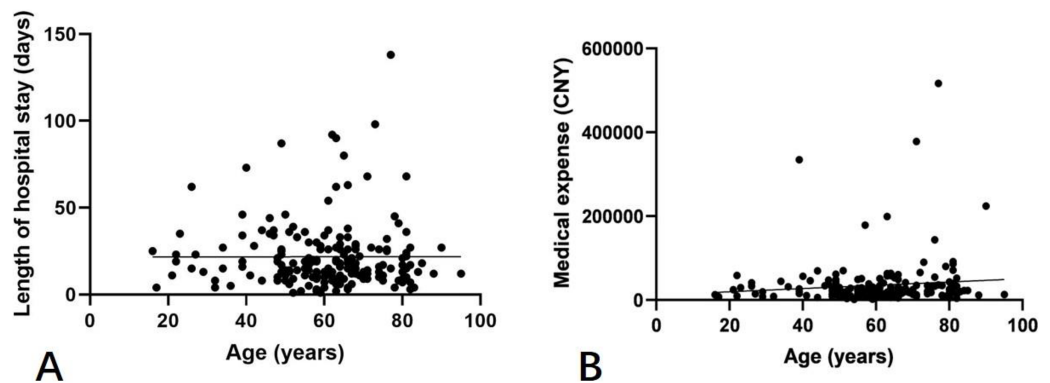 Length of hospital stay (days)
150
100
50
0
0 20 40 60 80 100
Age (years)
A
Medical expense (CNY)
600000
400000
200000
0
0 20 40 60 80 100
Age (years)
B